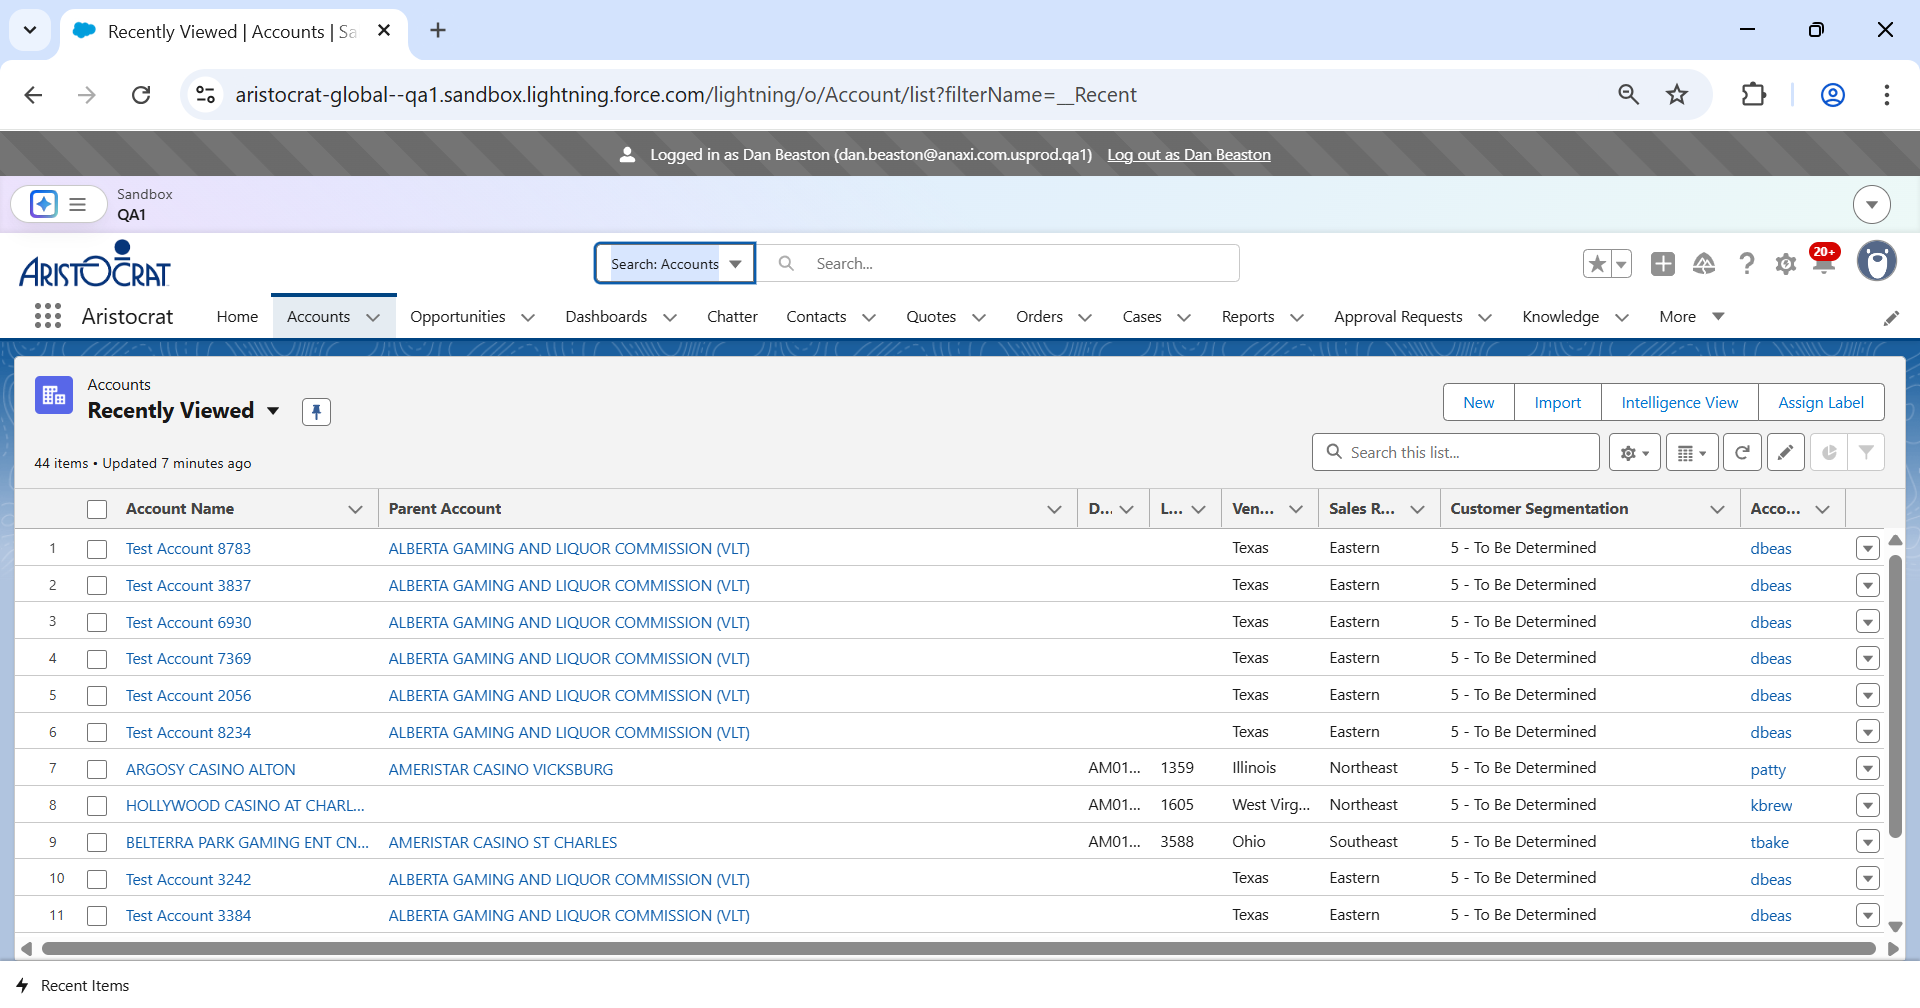 Recently Viewed | Accounts | Sa
aristocrat-global--qa1.sandbox.lightning.force.com/lightning/o/Account/list?filterName=__Recent
Logged in as Dan Beaston (dan.beaston@anaxi.com.usprod.qa1) Log out as Dan Beaston
Sandbox
QA1
ARISTOCRAT
Search: Accounts Search...
20+
Aristocrat Home Accounts Opportunities Dashboards Chatter Contacts Quotes Orders Cases Reports Approval Requests Knowledge More
Accounts
Recently Viewed
New Import Intelligence View Assign Label
44 items • Updated 7 minutes ago
Search this list...
Account Name Parent Account D... L... Ven... Sales R... Customer Segmentation Acco...
1 Test Account 8783 ALBERTA GAMING AND LIQUOR COMMISSION (VLT) Texas Eastern 5 - To Be Determined dbeas
2 Test Account 3837 ALBERTA GAMING AND LIQUOR COMMISSION (VLT) Texas Eastern 5 - To Be Determined dbeas
3 Test Account 6930 ALBERTA GAMING AND LIQUOR COMMISSION (VLT) Texas Eastern 5 - To Be Determined dbeas
4 Test Account 7369 ALBERTA GAMING AND LIQUOR COMMISSION (VLT) Texas Eastern 5 - To Be Determined dbeas
5 Test Account 2056 ALBERTA GAMING AND LIQUOR COMMISSION (VLT) Texas Eastern 5 - To Be Determined dbeas
6 Test Account 8234 ALBERTA GAMING AND LIQUOR COMMISSION (VLT) Texas Eastern 5 - To Be Determined dbeas
7 ARGOSY CASINO ALTON AMERISTAR CASINO VICKSBURG AM01... 1359 Illinois Northeast 5 - To Be Determined patty
8 HOLLYWOOD CASINO AT CHARL... AM01... 1605 West Virg... Northeast 5 - To Be Determined kbrew
9 BELTERRA PARK GAMING ENT CN... AMERISTAR CASINO ST CHARLES AM01... 3588 Ohio Southeast 5 - To Be Determined tbake
10 Test Account 3242 ALBERTA GAMING AND LIQUOR COMMISSION (VLT) Texas Eastern 5 - To Be Determined dbeas
11 Test Account 3384 ALBERTA GAMING AND LIQUOR COMMISSION (VLT) Texas Eastern 5 - To Be Determined dbeas
Recent Items